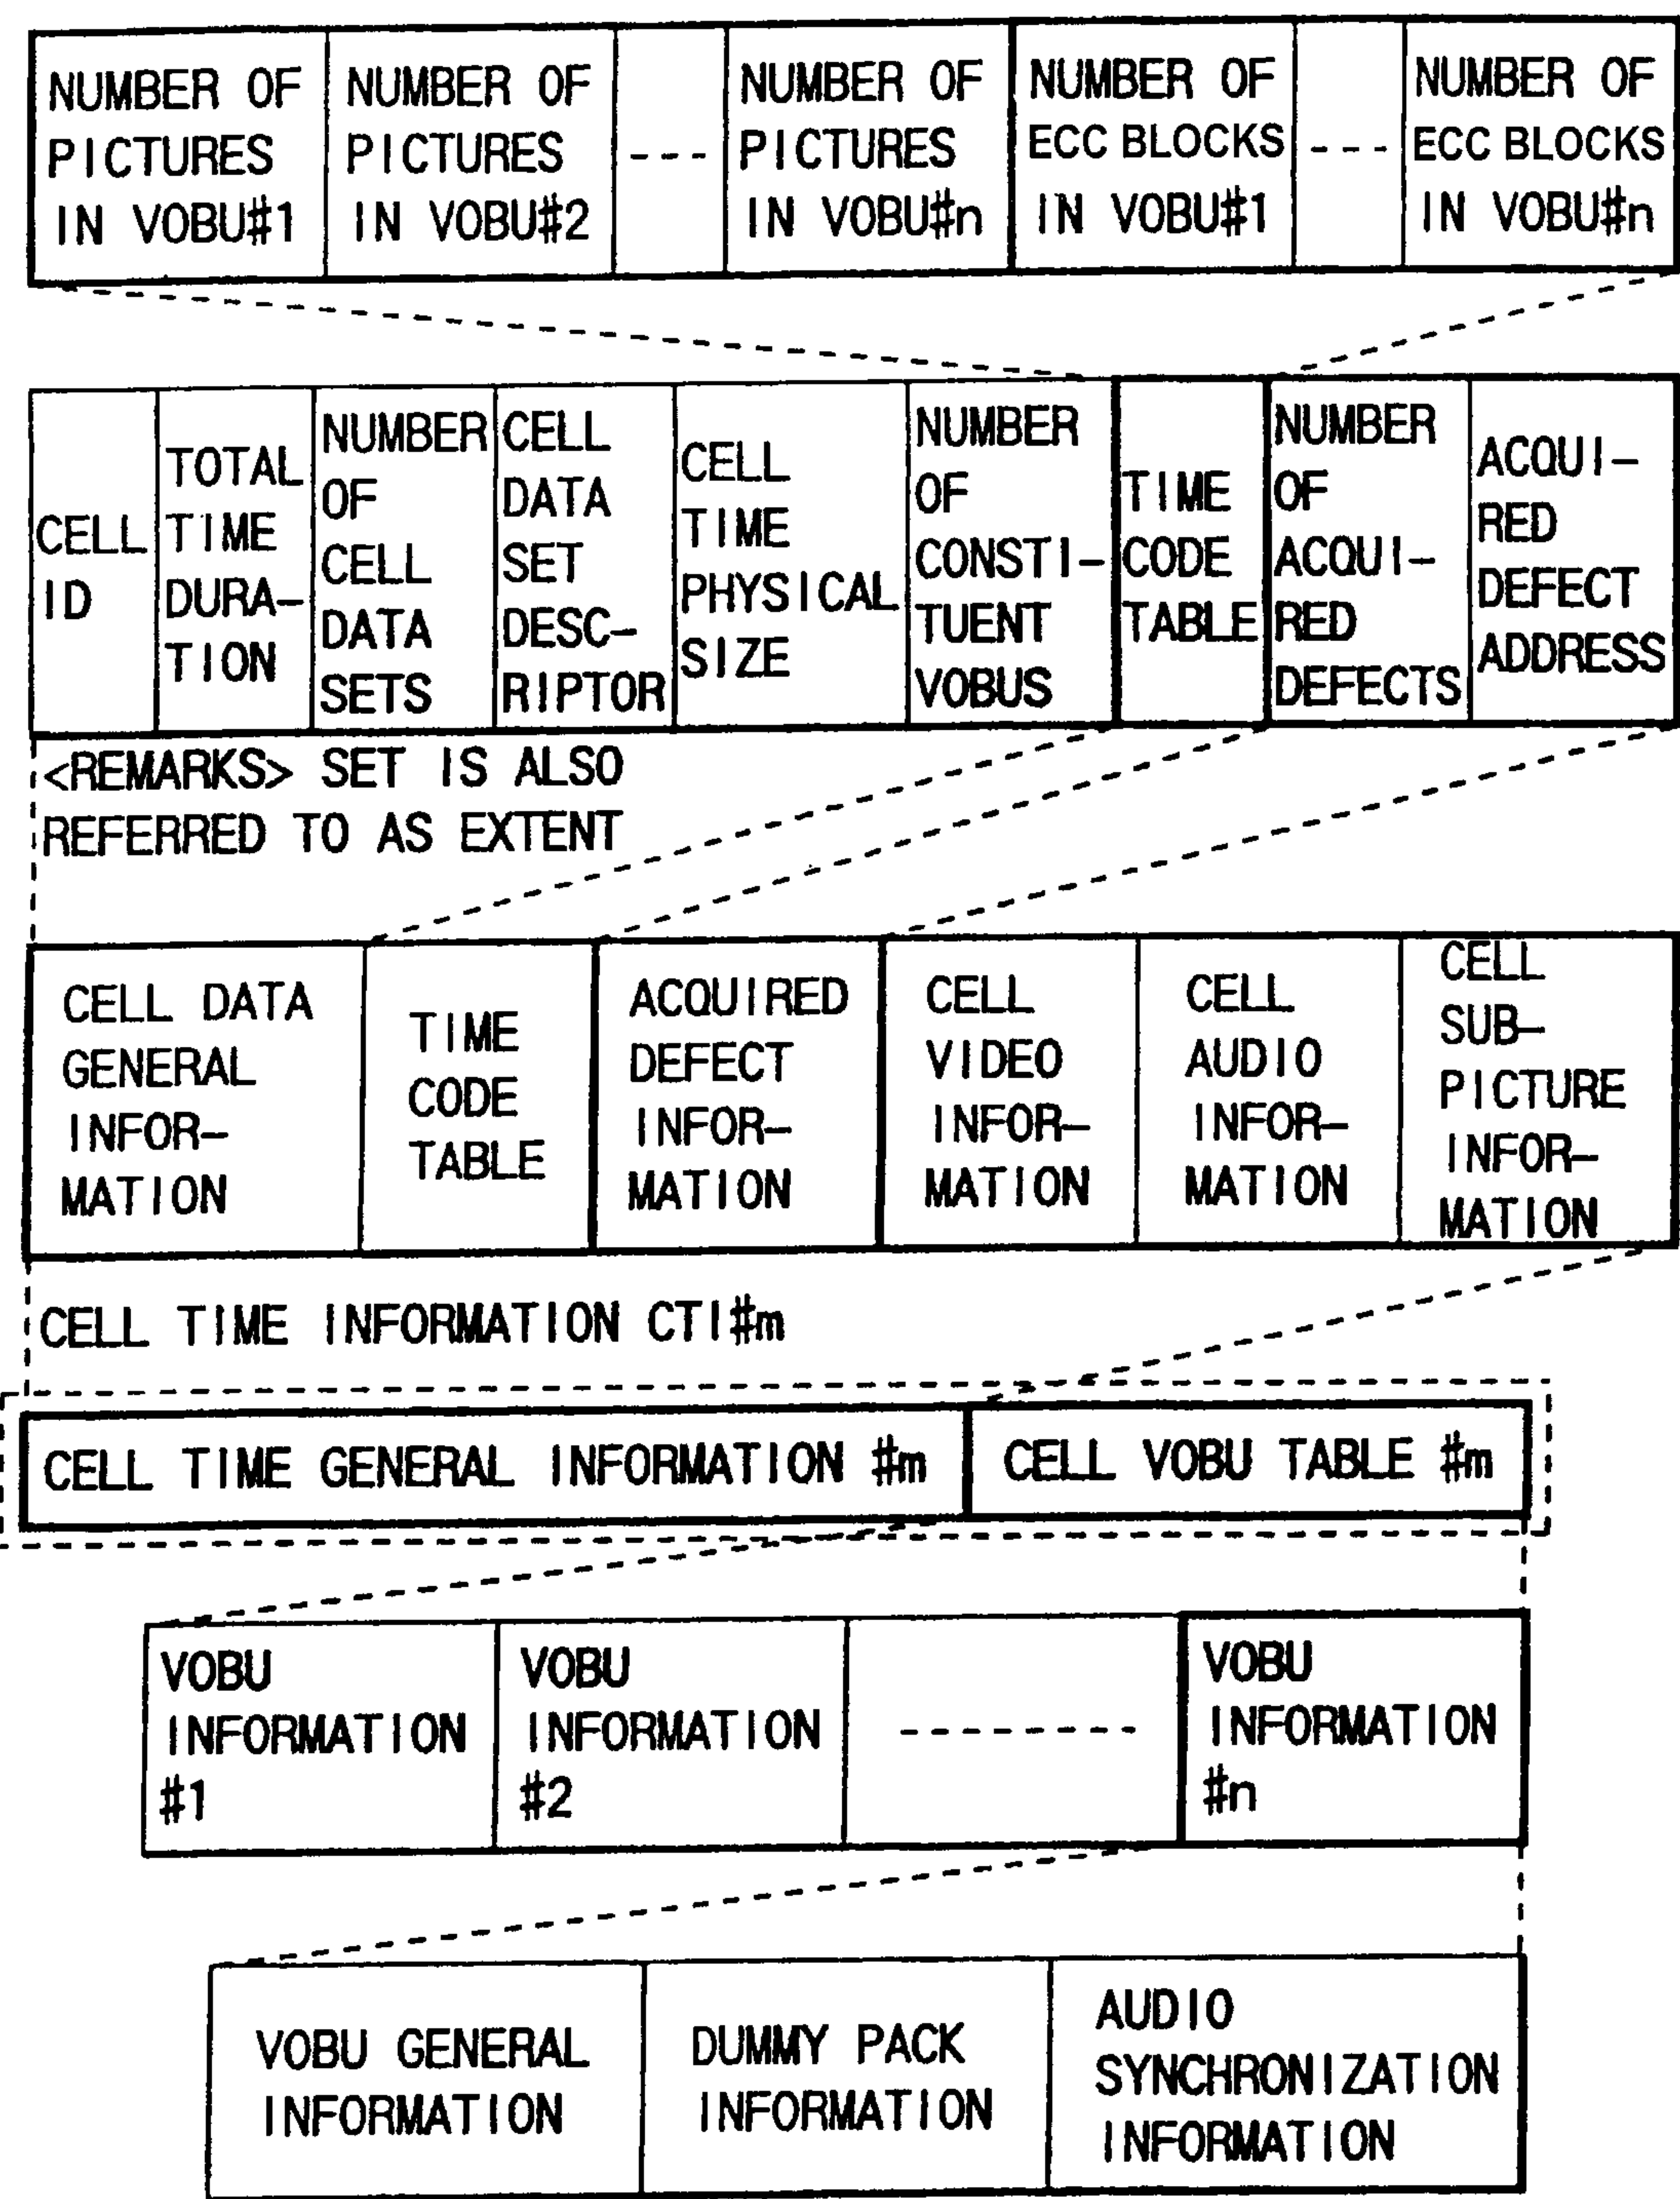 NUMBER OF
PICTURES
IN VOBU#1
NUMBER OF
PICTURES
IN VOBU#2
---
NUMBER OF
PICTURES
IN VOBU#n
NUMBER OF
ECC BLOCKS
IN VOBU#1
---
NUMBER OF
ECC BLOCKS
IN VOBU#n
CELL
ID
TOTAL
TIME
DURA-
TION
NUMBER
OF
CELL
DATA
SETS
CELL
DATA
SET
DESC-
RIPTOR
CELL
TIME
PHYSICAL
SIZE
NUMBER
OF
CONSTI-
TUENT
VOBUS
TIME
CODE
TABLE
NUMBER
OF
ACQUI-
RED
DEFECTS
ACQUI-
RED
DEFECT
ADDRESS
<REMARKS> SET IS ALSO
REFERRED TO AS EXTENT
CELL DATA
GENERAL
INFOR-
MATION
TIME
CODE
TABLE
ACQUIRED
DEFECT
INFOR-
MATION
CELL
VIDEO
INFOR-
MATION
CELL
AUDIO
INFOR-
MATION
CELL
SUB-
PICTURE
INFOR-
MATION
CELL TIME INFORMATION CTI#m
CELL TIME GENERAL INFORMATION #m
CELL VOBU TABLE #m
VOBU
INFORMATION
#1
VOBU
INFORMATION
#2
--------
VOBU
INFORMATION
#n
VOBU GENERAL
INFORMATION
DUMMY PACK
INFORMATION
AUDIO
SYNCHRONIZATION
INFORMATION